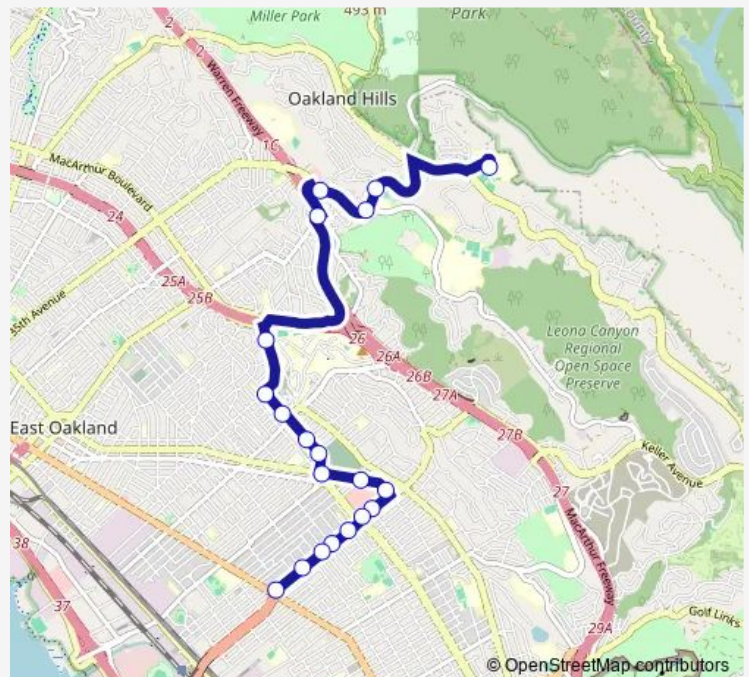 493 m
Miller Park
Park
County
2
2
Warren Freeway
Oakland Hills
1C
MacArthur Boulevard
24
25A
25B
35th Avenue
26
26A
26B
27A
Leona Canyon
Regional
Open Space
Preserve
East Oakland
27B
Keller Avenue
27
MacArthur Freeway
38
37
Golf Links
29A
© OpenStreetMap contributors